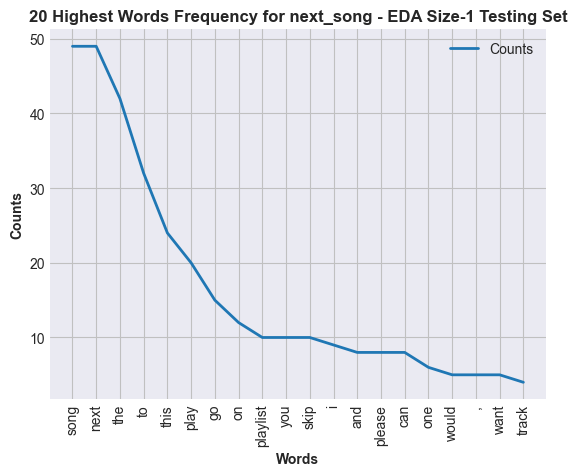 20 Highest Words Frequency for next_song - EDA Size-1 Testing Set
50
Counts
40
30
20
10
Counts
song
next
the
to
this
play
go
on
playlist
you
skip
i
and
please
can
one
would
,
want
track
Words